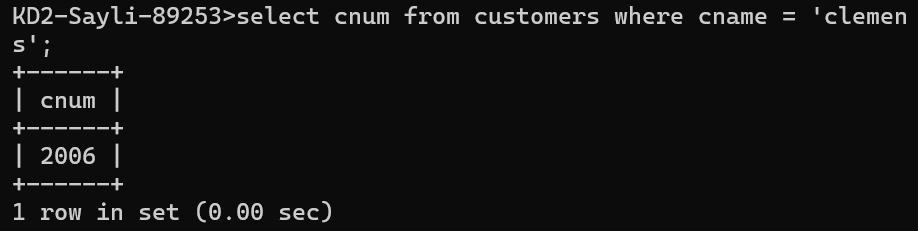 KD2-Sayli-89253>select cnum from customers where cname = 'clemen
s';
+------+
| cnum |
+------+
| 2006 |
+------+
1 row in set (0.00 sec)